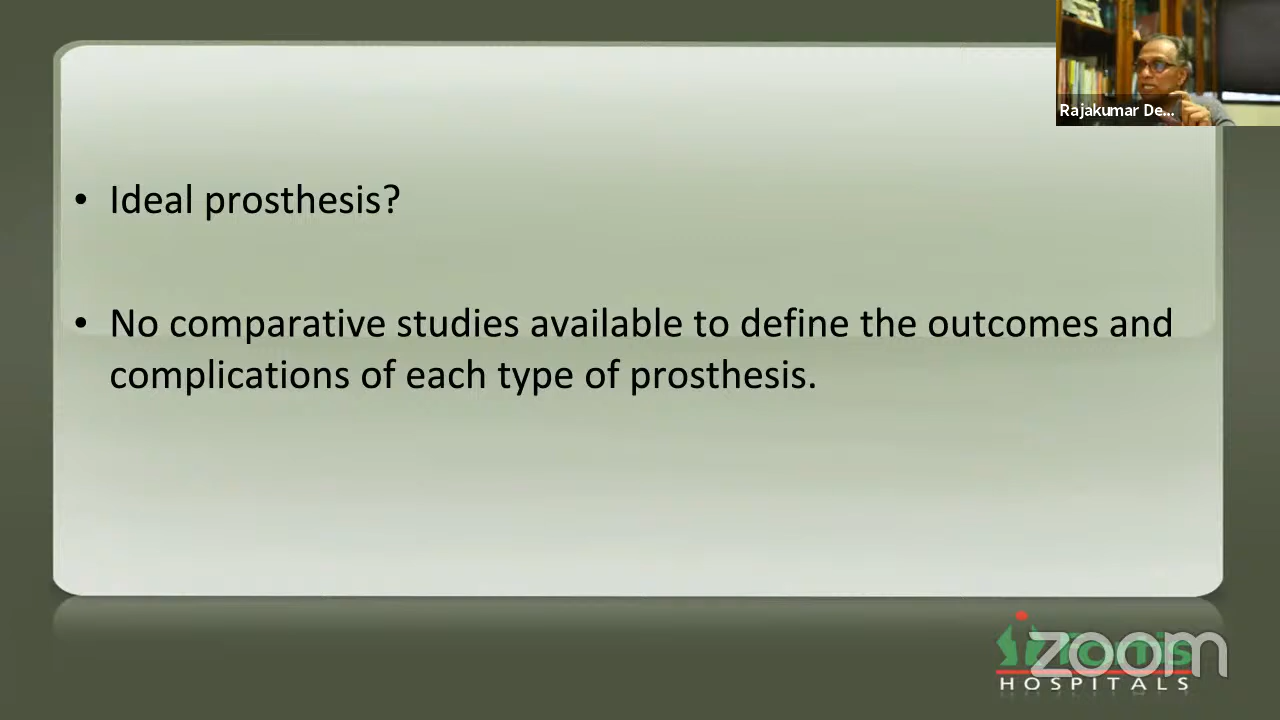 Rajakumar De...
• Ideal prosthesis?
• No comparative studies available to define the outcomes and
complications of each type of prosthesis.
zoom
HOSPITALS